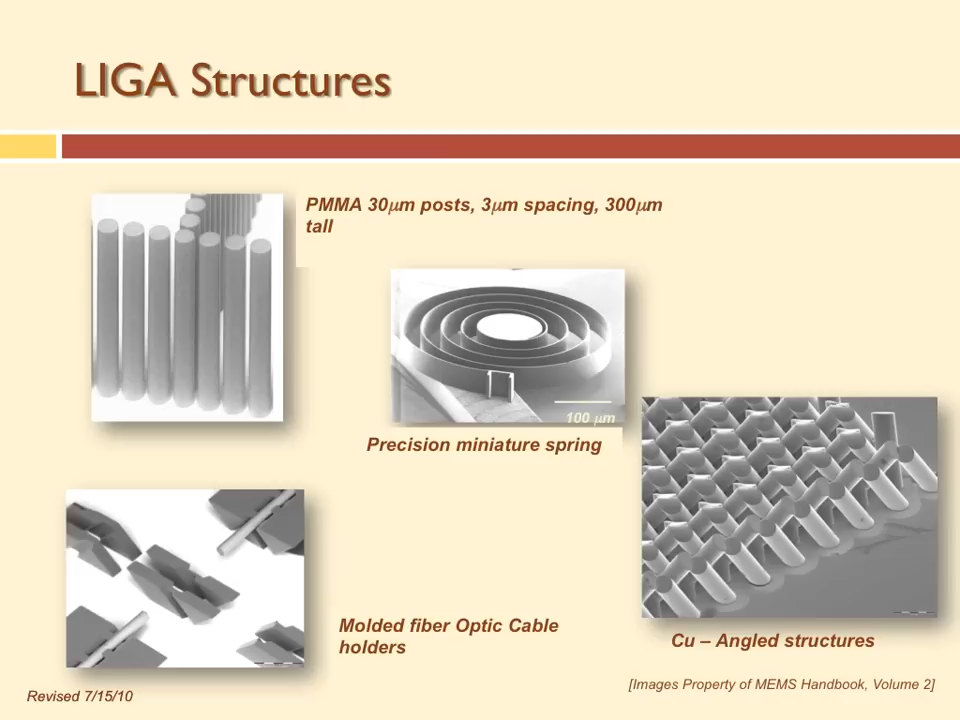 LIGA Structures
PMMA 30μm posts, 3μm spacing, 300μm
tall
100 μm
Precision miniature spring
Molded fiber Optic Cable
holders
Cu – Angled structures
[Images Property of MEMS Handbook, Volume 2]
Revised 7/15/10